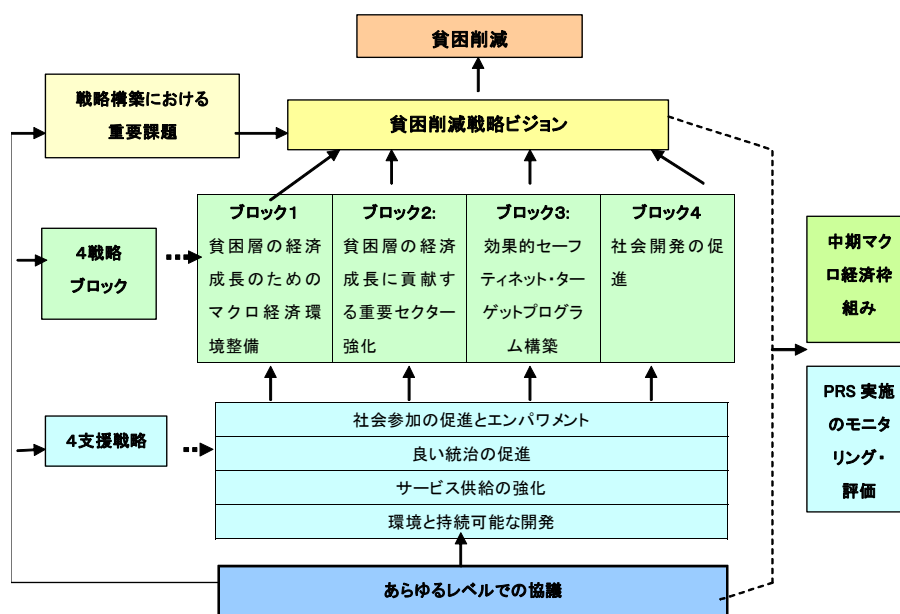 貧困削減
戦略構築における
重要課題
貧困削減戦略ビジョン
4戦略
ブロック
ブロック1
貧困層の経済
成長のための
マクロ経済環
境整備
ブロック2:
貧困層の経済
成長に貢献す
る重要セクター
強化
ブロック3:
効果的セーフ
ティネット・ター
ゲットプログラ
ム構築
ブロック4
社会開発の促
進
中期マク
ロ経済枠
組み
4支援戦略
社会参加の促進とエンパワメント
良い統治の促進
サービス供給の強化
環境と持続可能な開発
PRS 実施
のモニタ
リング・
評価
あらゆるレベルでの協議